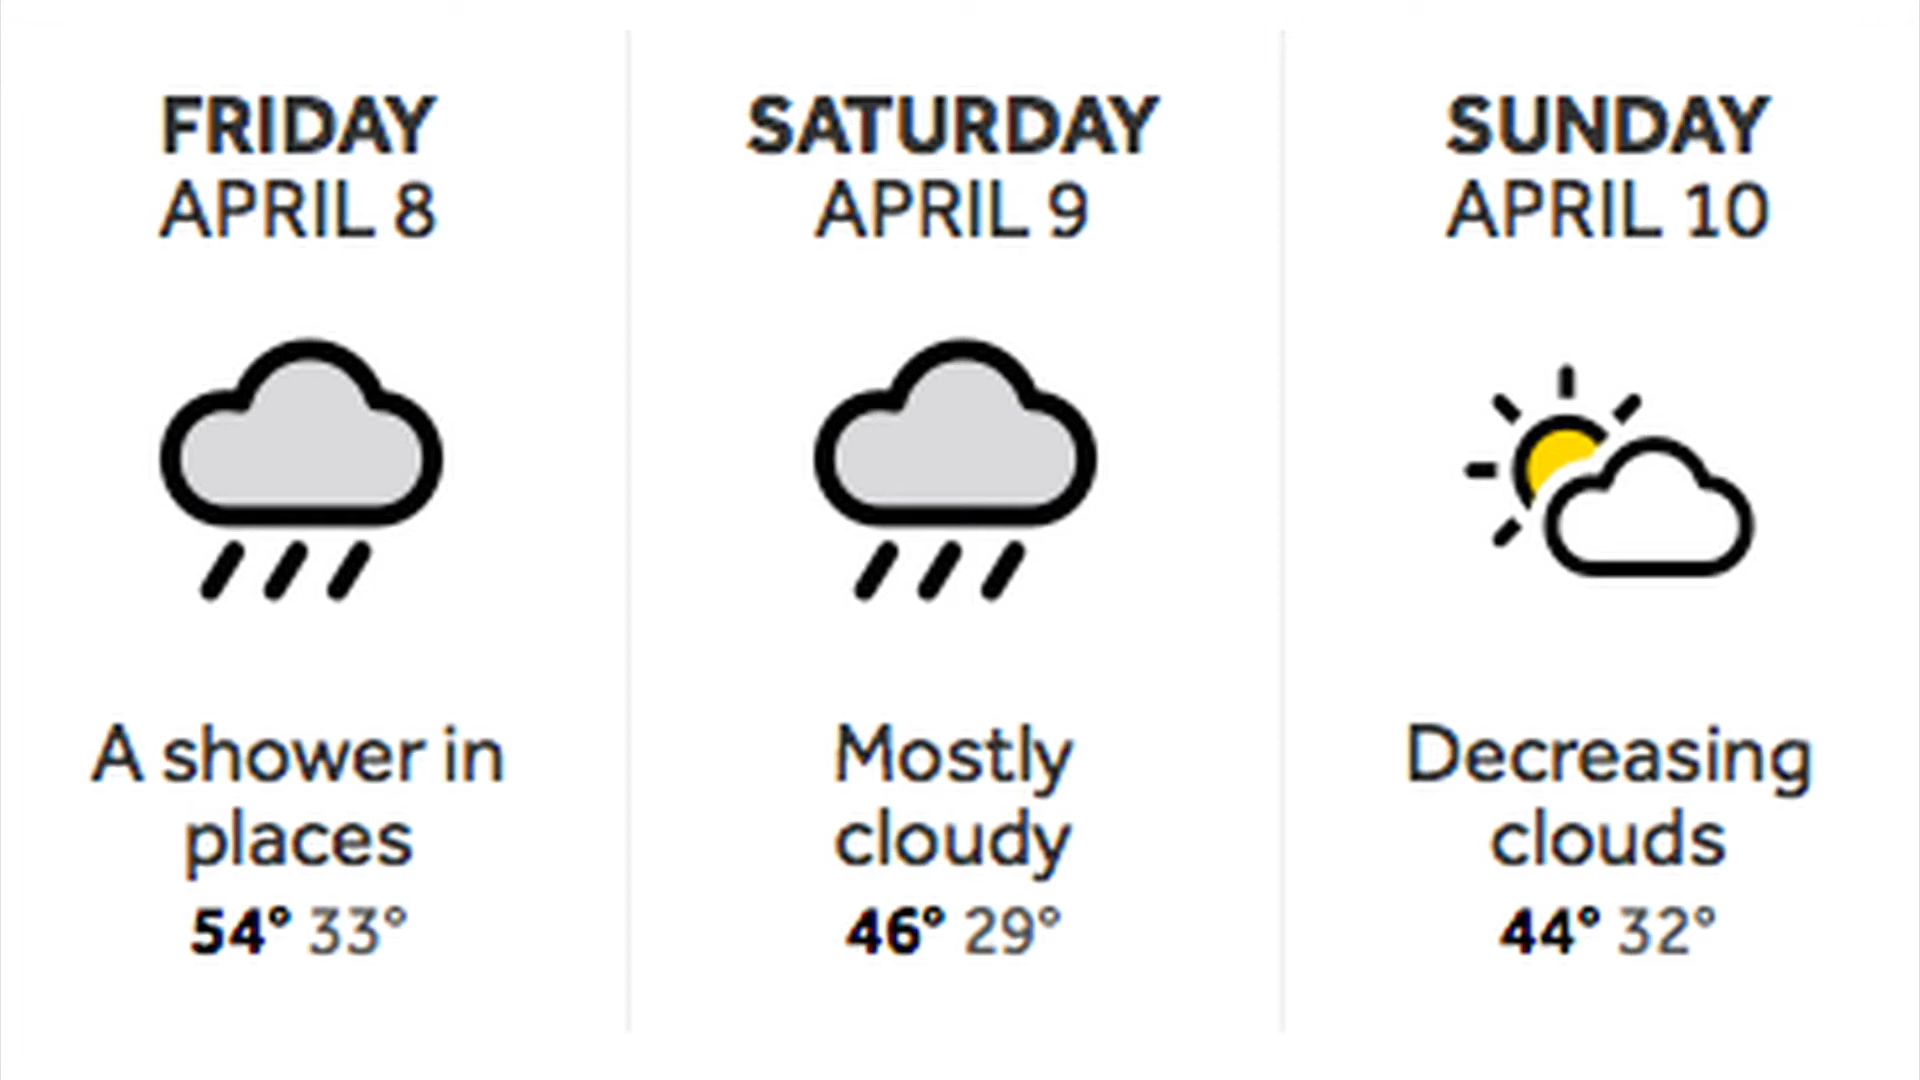 FRIDAY
APRIL 8
A shower in
places
54° 33°
SATURDAY
APRIL 9
Mostly
cloudy
46° 29°
SUNDAY
APRIL 10
Decreasing
clouds
44° 32°